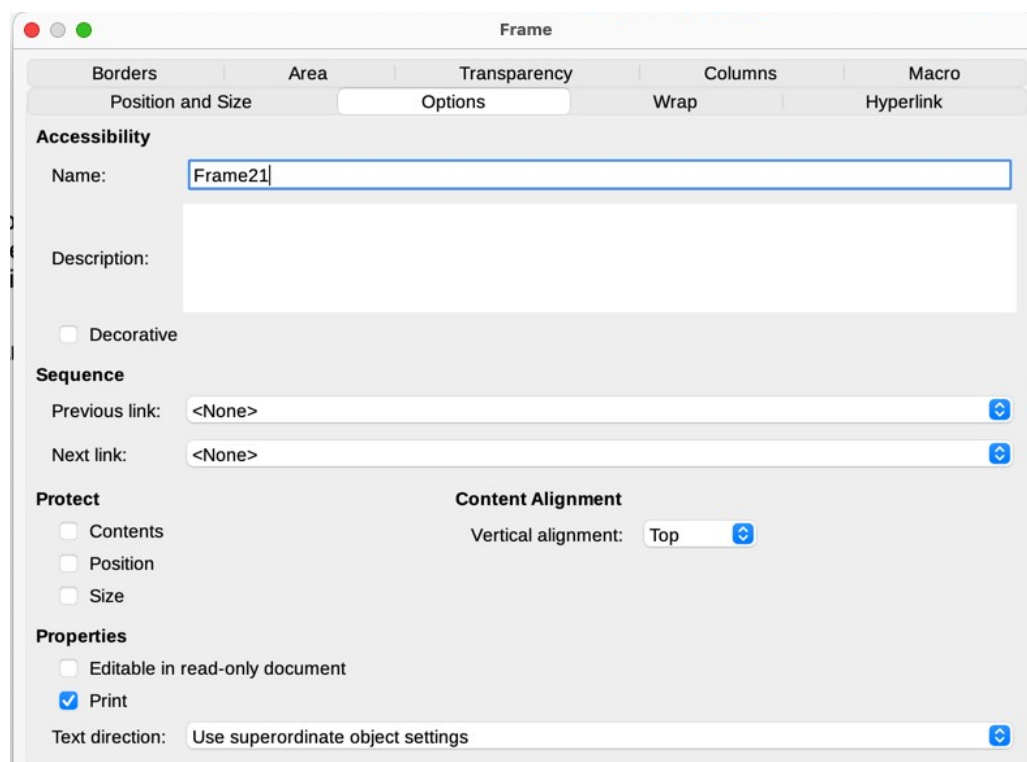 Frame
Borders Area Transparency Columns Macro
Position and Size Options Wrap Hyperlink
Accessibility
Name: Frame21
Description:
Decorative
Sequence
Previous link: <None>
Next link: <None>
Protect Content Alignment
Contents Vertical alignment: Top
Position
Size
Properties
Editable in read-only document
Print
Text direction: Use superordinate object settings